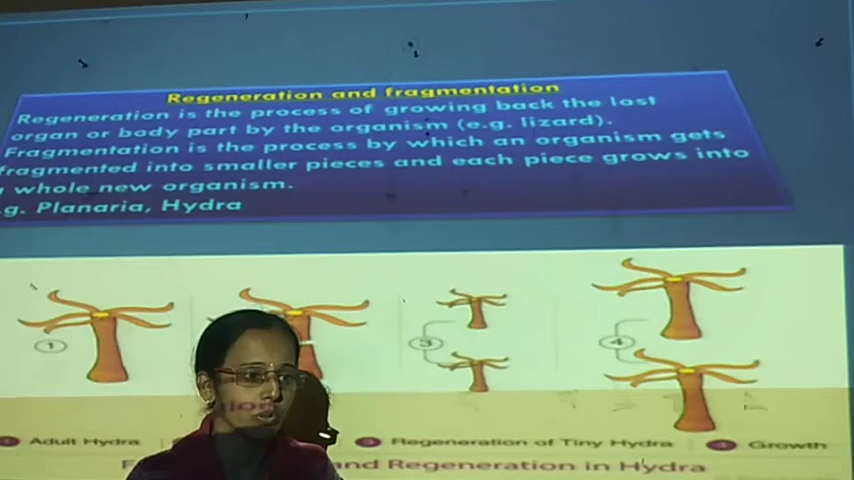 Regeneration and fragmentation
Regeneration is the process of growing back the lost
organ or body part by the organism (e.g. lizard).
Fragmentation is the process by which an organism gets
fragmented into smaller pieces and each piece grows into
whole new organism.
e.g. Planaria, Hydra
1
3
4
Adult Hydra
3 Regeneration of Tiny Hydra
4 Growth
and Regeneration in Hydra